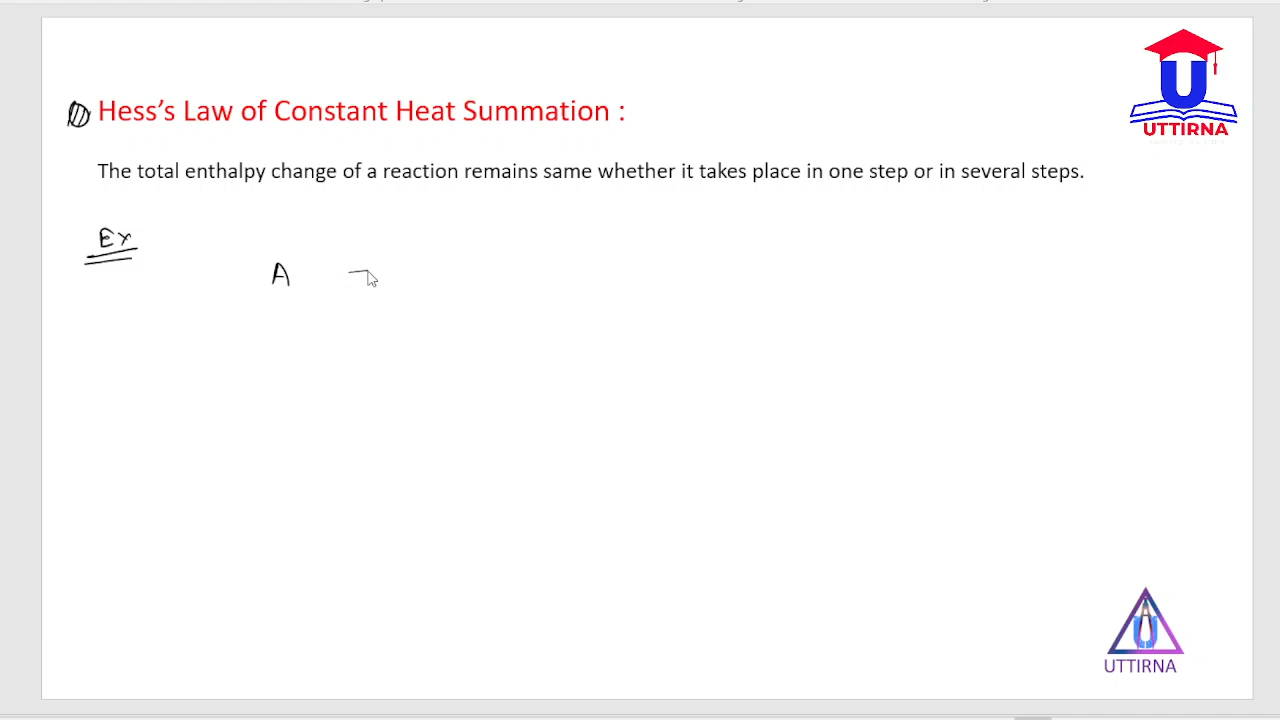 Hess's Law of Constant Heat Summation :
The total enthalpy change of a reaction remains same whether it takes place in one step or in several steps.
Ex
A
U
UTTIRNA
U
UTTIRNA